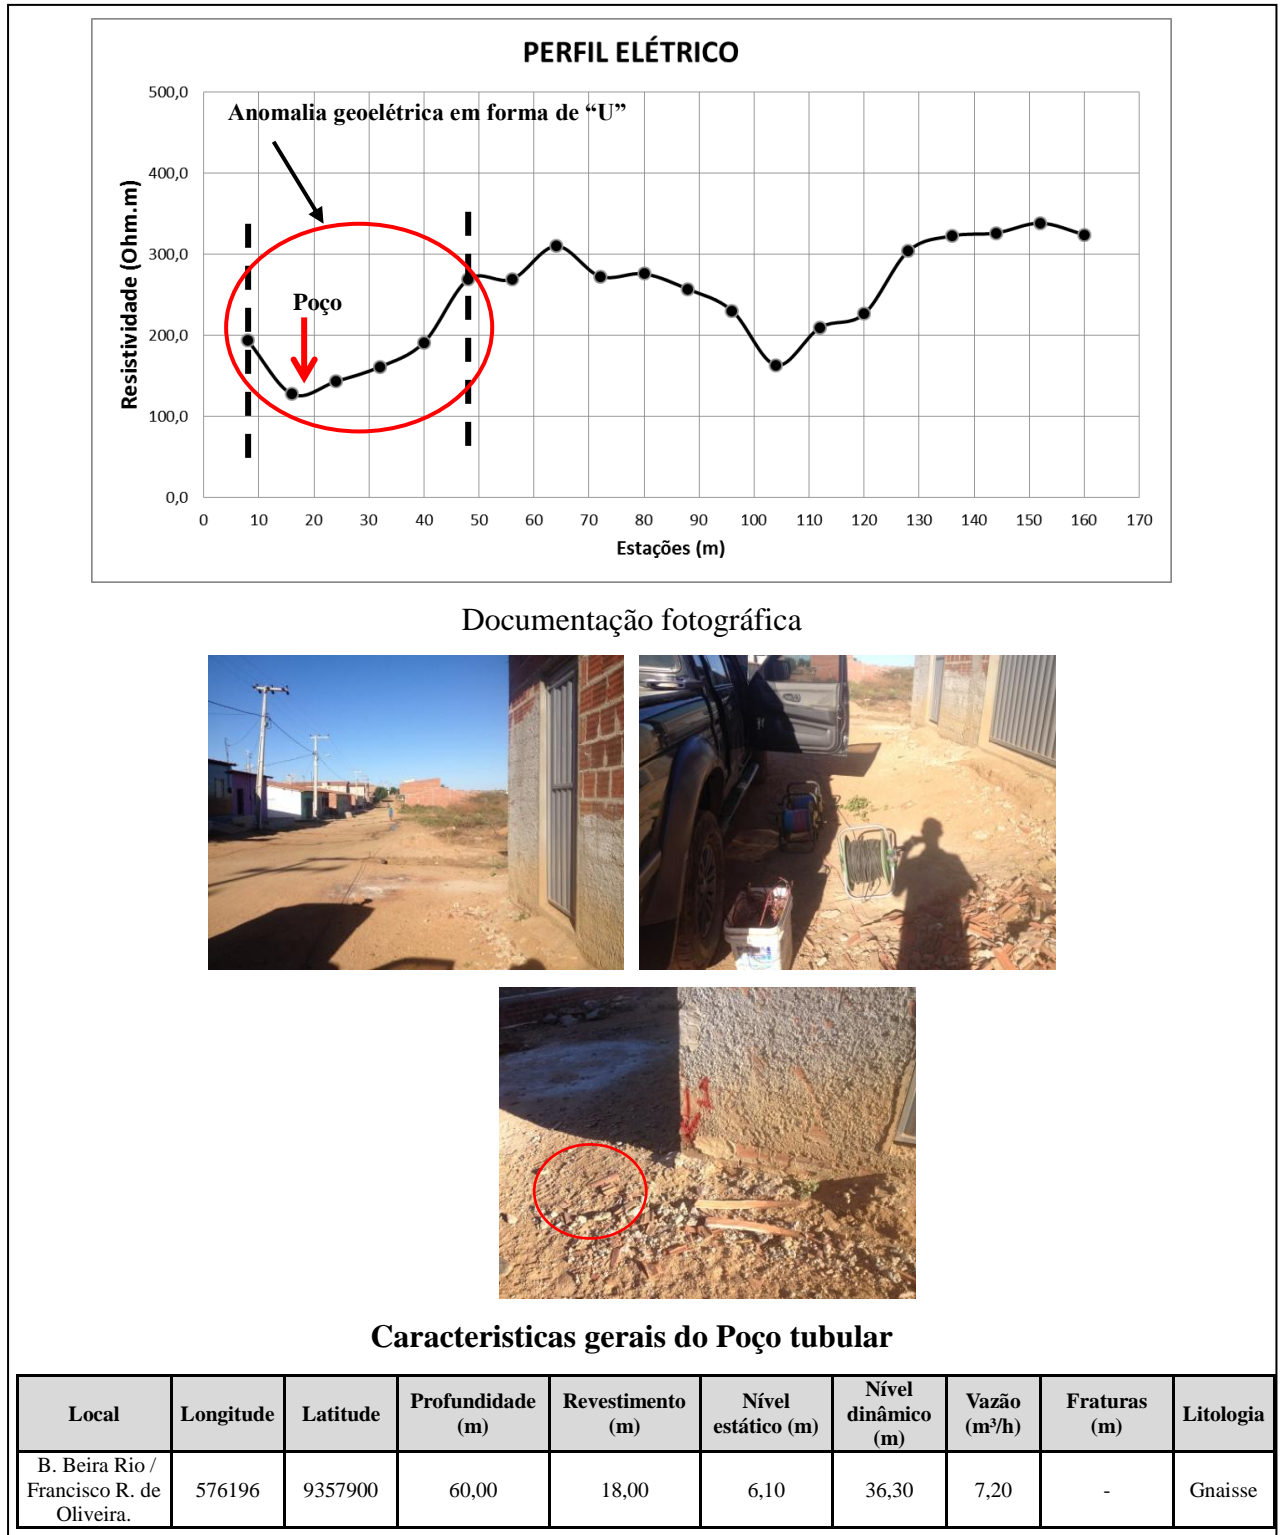 PERFIL ELÉTRICO
500,0
Anomalia geoelétrica em forma de “U”
400,0
300,0
Poço
200,0
100,0
0,0
Resistividade (Ohm.m)
0 10 20 30 40 50 60 70 80 90 100 110 120 130 140 150 160 170
Estações (m)
Documentação fotográfica
Caracteristicas gerais do Poço tubular
Local Longitude Latitude Profundidade (m) Revestimento (m) Nível estático (m) Nível dinâmico (m) Vazão (m³/h) Fraturas (m) Litologia
B. Beira Rio / Francisco R. de Oliveira. 576196 9357900 60,00 18,00 6,10 36,30 7,20 - Gnaisse